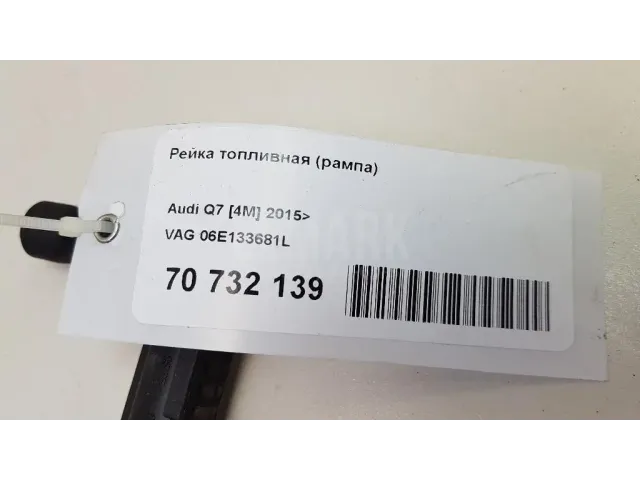 Рейка топливная (рампа)
Audi Q7 [4M] 2015>
VAG 06E133681L
70 732 139